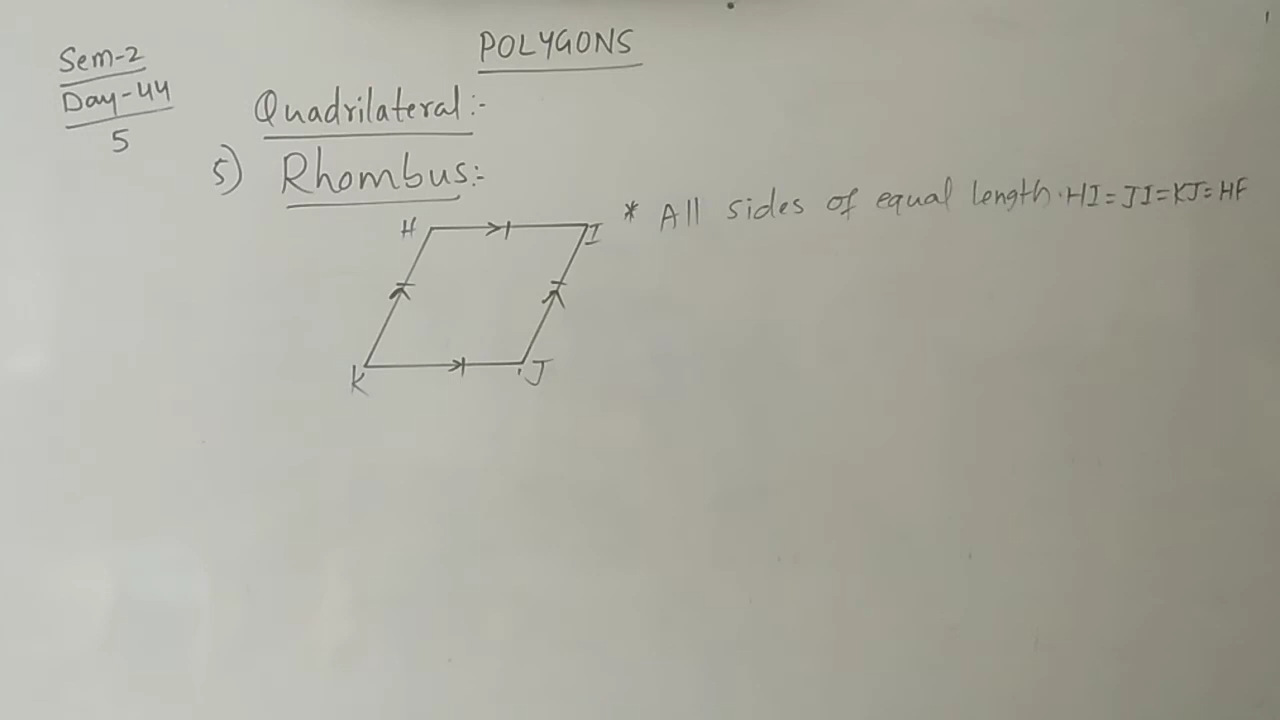 POLYGONS
Sem-2
Day-44
5
Quadrilateral:-
5) Rhombus:-
* All sides of equal length. HI=JI=KJ=HF
H
I
K
J